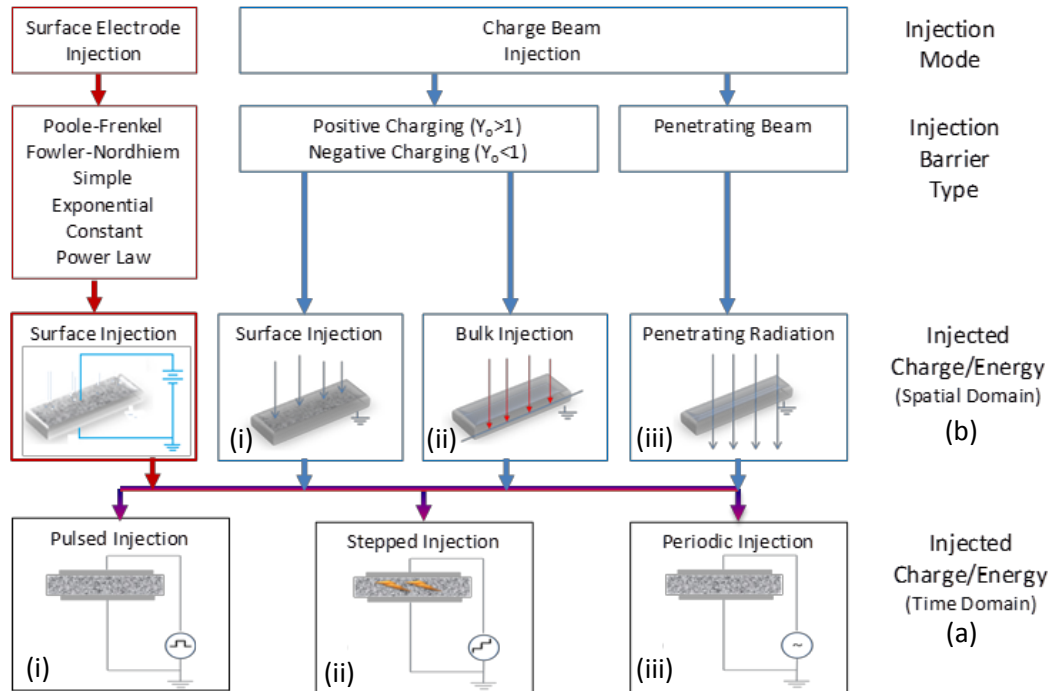 Surface Electrode
Injection
Charge Beam
Injection
Injection
Mode
Poole-Frenkel
Fowler-Nordhiem
Simple
Exponential
Constant
Power Law
Positive Charging (Yₒ>1)
Negative Charging (Yₒ<1)
Penetrating Beam
Injection
Barrier
Type
Surface Injection
Surface Injection
(i)
Bulk Injection
(ii)
Penetrating Radiation
(iii)
Injected
Charge/Energy
(Spatial Domain)
(b)
Pulsed Injection
(i)
Stepped Injection
(ii)
Periodic Injection
~
(iii)
Injected
Charge/Energy
(Time Domain)
(a)